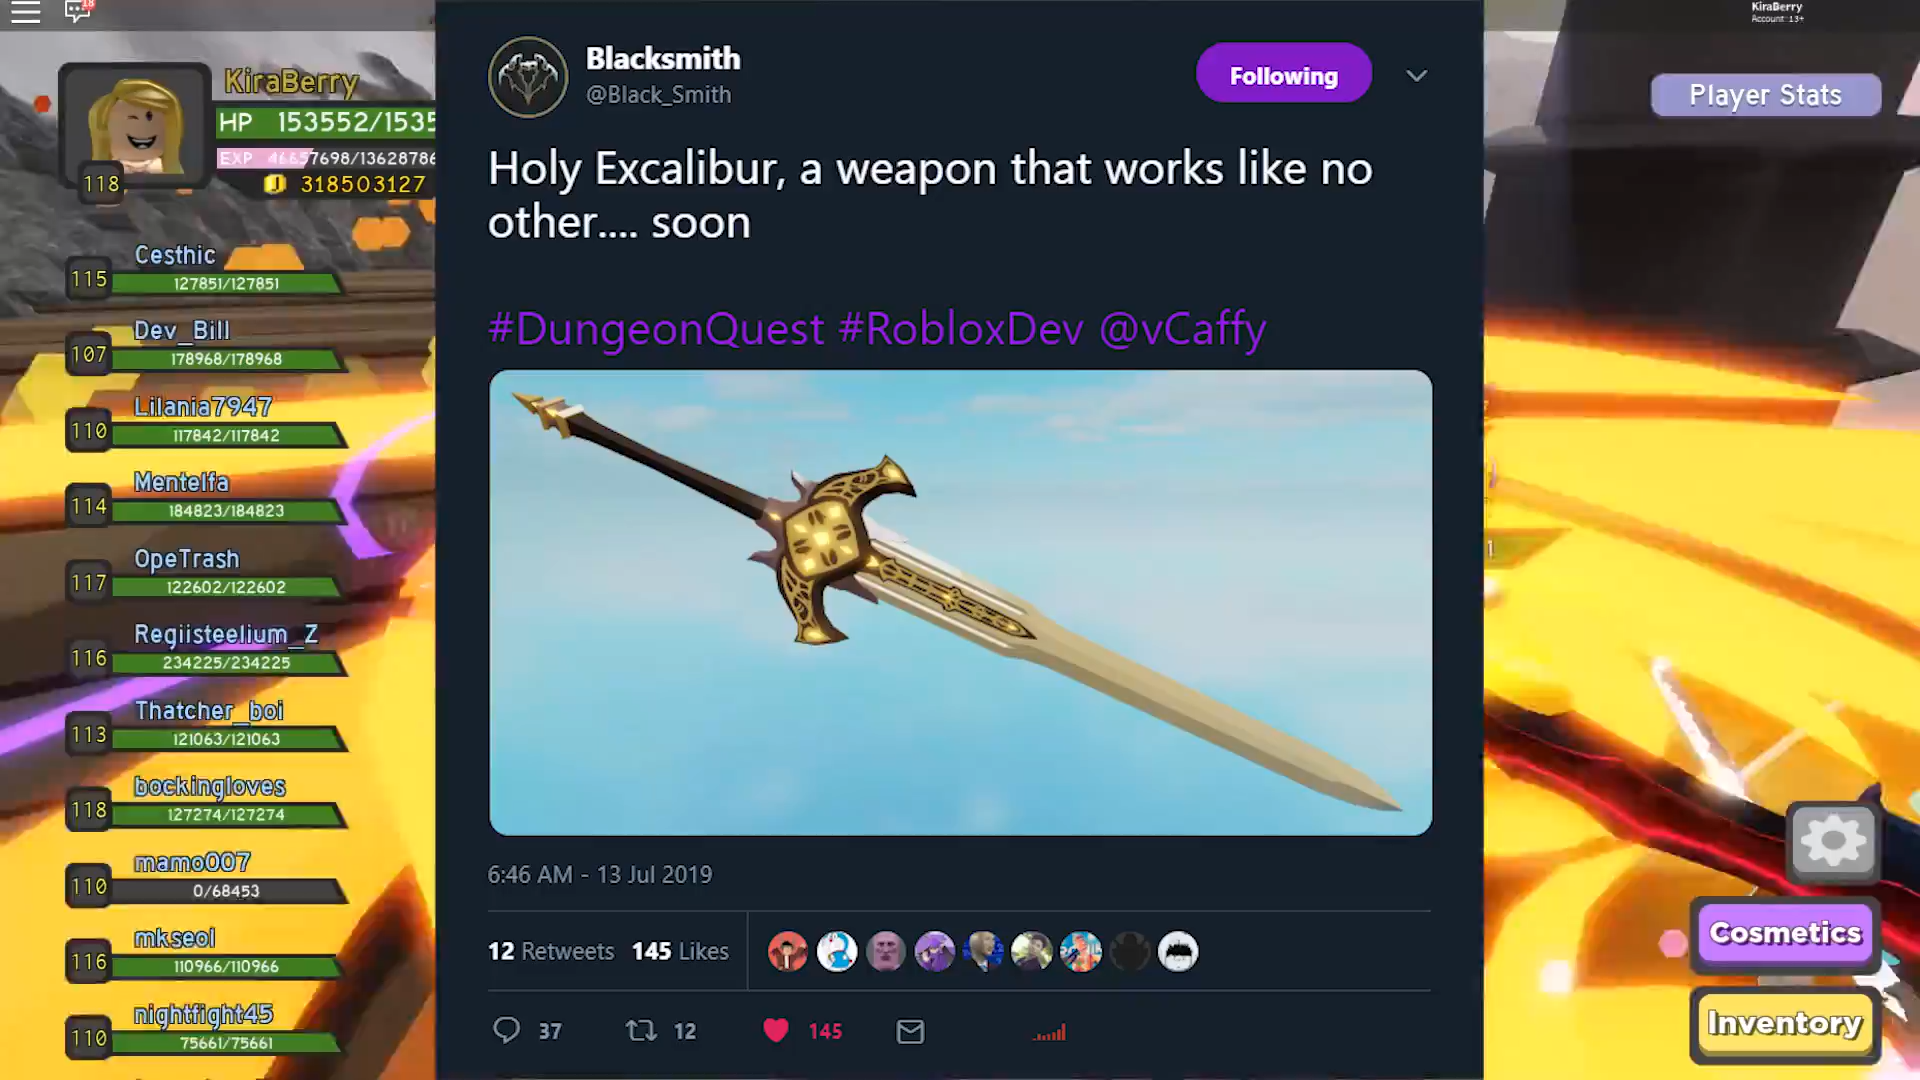 18
KiraBerry
Account: 13+
KiraBerry
HP 153552/1535
EXP 46657698/13628786
118
318503127
Player Stats
Cesthic
115
127851/127851
Dev_Bill
107
178968/178968
Lilania7947
110
117842/117842
Mentelfa
114
184823/184823
OpeTrash
117
122602/122602
Regiisteelium_Z
116
234225/234225
Thatcher_boi
113
121063/121063
bockingloves
118
127274/127274
mamo007
110
0/68453
mkseol
116
110966/110966
nightfight45
110
75661/75661
Blacksmith
@Black_Smith
Following
Holy Excalibur, a weapon that works like no
other.... soon
#DungeonQuest #RobloxDev @vCaffy
6:46 AM - 13 Jul 2019
12 Retweets 145 Likes
37 12 145
Cosmetics
Inventory